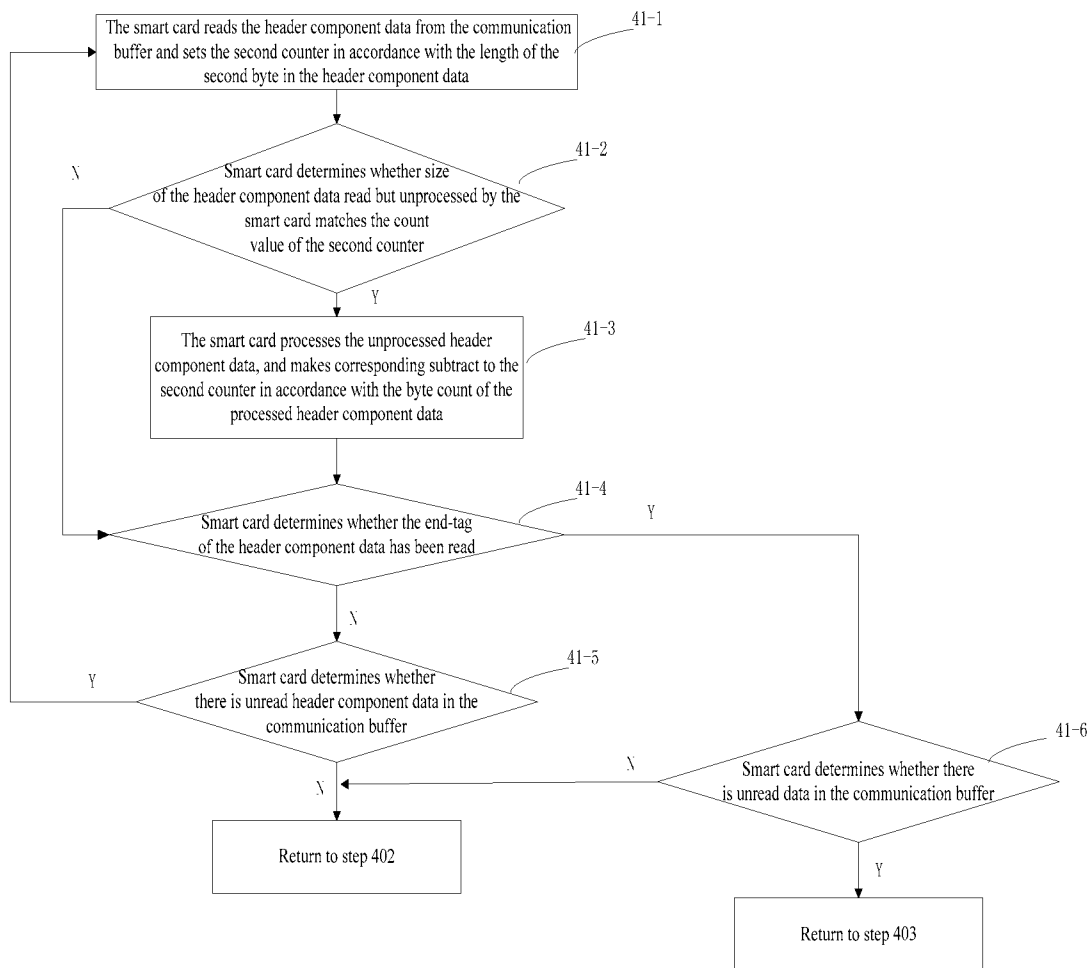 The smart card reads the header component data from the communication
buffer and sets the second counter in accordance with the length of the
second byte in the header component data
41-1
N
Smart card determines whether size
of the header component data read but unprocessed by the
smart card matches the count
value of the second counter
41-2
Y
The smart card processes the unprocessed header
component data, and makes corresponding subtract to the
second counter in accordance with the byte count of the
processed header component data
41-3
Smart card determines whether the end-tag
of the header component data has been read
41-4
Y
N
Smart card determines whether
there is unread header component data in the
communication buffer
41-5
Y
N
Smart card determines whether there
is unread data in the communication buffer
41-6
N
Y
Return to step 402
Return to step 403